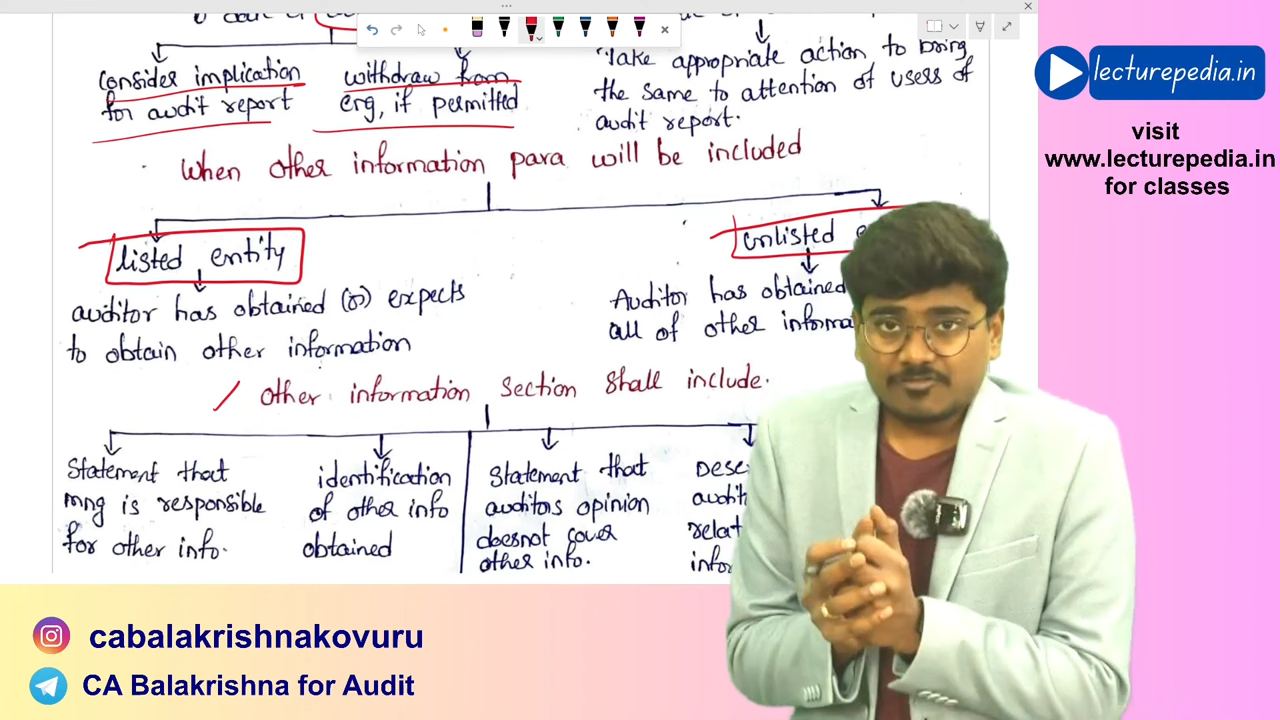 Consider implication
for audit report
withdraw from
erg, if permitted
Take appropriate action to bring
the same to attention of users of
audit report.
When other information para will be included
listed entity
unlisted
auditor has obtained (or) expects
to obtain other information
Auditor has obtained
all of other informa
Other information Section Shall include.
Statement that
mng is responsible
for other info.
identification
of other info
obtained
Statement that
auditors opinion
doesnot cover
other info.
Desc
audit
relat
infor
lecturepedia.in
visit
www.lecturepedia.in
for classes
cabalakrishnakovuru
CA Balakrishna for Audit